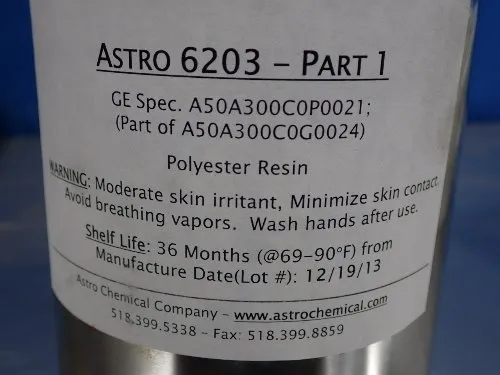 ASTRO 6203 – PART 1
GE Spec. A50A300C0P0021;
(Part of A50A300C0G0024)
Polyester Resin
WARNING: Moderate skin irritant, Minimize skin contact,
Avoid breathing vapors. Wash hands after use.
Shelf Life: 36 Months (@69-90°F) from
Manufacture Date(Lot #): 12/19/13
Astro Chemical Company – www.astrochemical.com
518.399.5338 – Fax: 518.399.8859